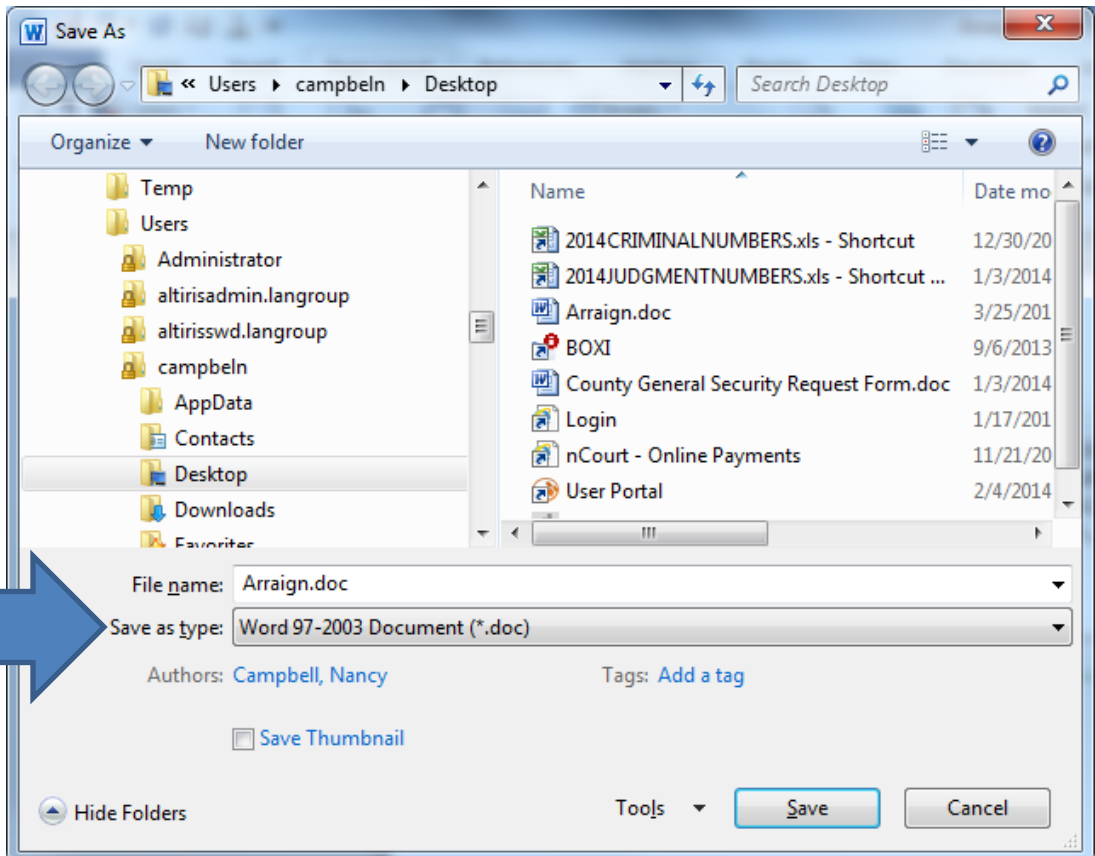 Save As
« Users ▸ campbeln ▸ Desktop Search Desktop
Organize New folder
Temp
Users
Administrator
altirisadmin.langroup
altirisswd.langroup
campbeln
AppData
Contacts
Desktop
Downloads
Favorites
Name Date mo
2014CRIMINALNUMBERS.xls - Shortcut 12/30/20
2014JUDGMENTNUMBERS.xls - Shortcut ... 1/3/2014
Arraign.doc 3/25/201
BOXI 9/6/2013
County General Security Request Form.doc 1/3/2014
Login 1/17/201
nCourt - Online Payments 11/21/20
User Portal 2/4/2014
File name: Arraign.doc
Save as type: Word 97-2003 Document (*.doc)
Authors: Campbell, Nancy Tags: Add a tag
Save Thumbnail
Hide Folders Tools Save Cancel